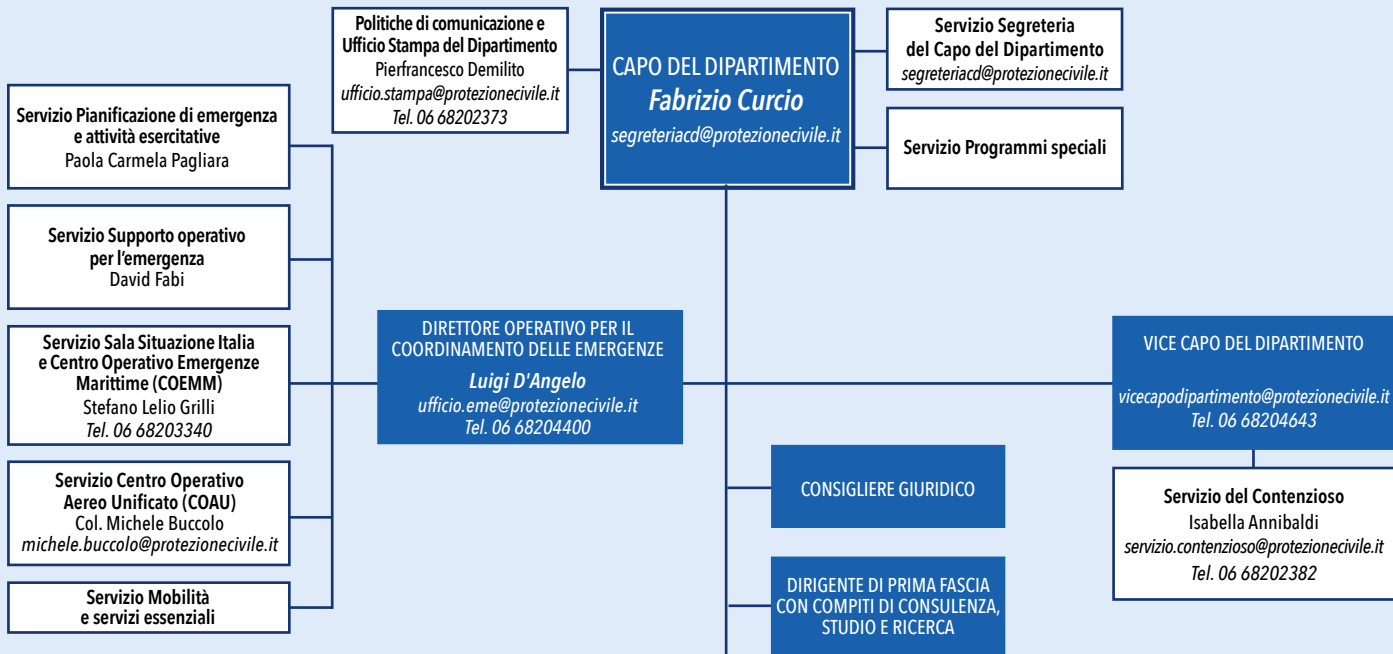 Politiche di comunicazione e
Ufficio Stampa del Dipartimento
Pierfrancesco Demilito
ufficio.stampa@protezionecivile.it
Tel. 06 68202373
CAPO DEL DIPARTIMENTO
Fabrizio Curcio
segreteriacd@protezionecivile.it
Servizio Segreteria
del Capo del Dipartimento
segreteriacd@protezionecivile.it
Servizio Programmi speciali
Servizio Pianificazione di emergenza
e attività esercitative
Paola Carmela Pagliara
Servizio Supporto operativo
per l'emergenza
David Fabi
Servizio Sala Situazione Italia
e Centro Operativo Emergenze
Marittime (COEMM)
Stefano Lelio Grilli
Tel. 06 68203340
Servizio Centro Operativo
Aereo Unificato (COAU)
Col. Michele Buccolo
michele.buccolo@protezionecivile.it
Servizio Mobilità
e servizi essenziali
DIRETTORE OPERATIVO PER IL
COORDINAMENTO DELLE EMERGENZE
Luigi D'Angelo
ufficio.eme@protezionecivile.it
Tel. 06 68204400
VICE CAPO DEL DIPARTIMENTO
vicecapodipartimento@protezionecivile.it
Tel. 06 68204643
CONSIGLIERE GIURIDICO
Servizio del Contenzioso
Isabella Annibaldi
servizio.contenzioso@protezionecivile.it
Tel. 06 68202382
DIRIGENTE DI PRIMA FASCIA
CON COMPITI DI CONSULENZA,
STUDIO E RICERCA